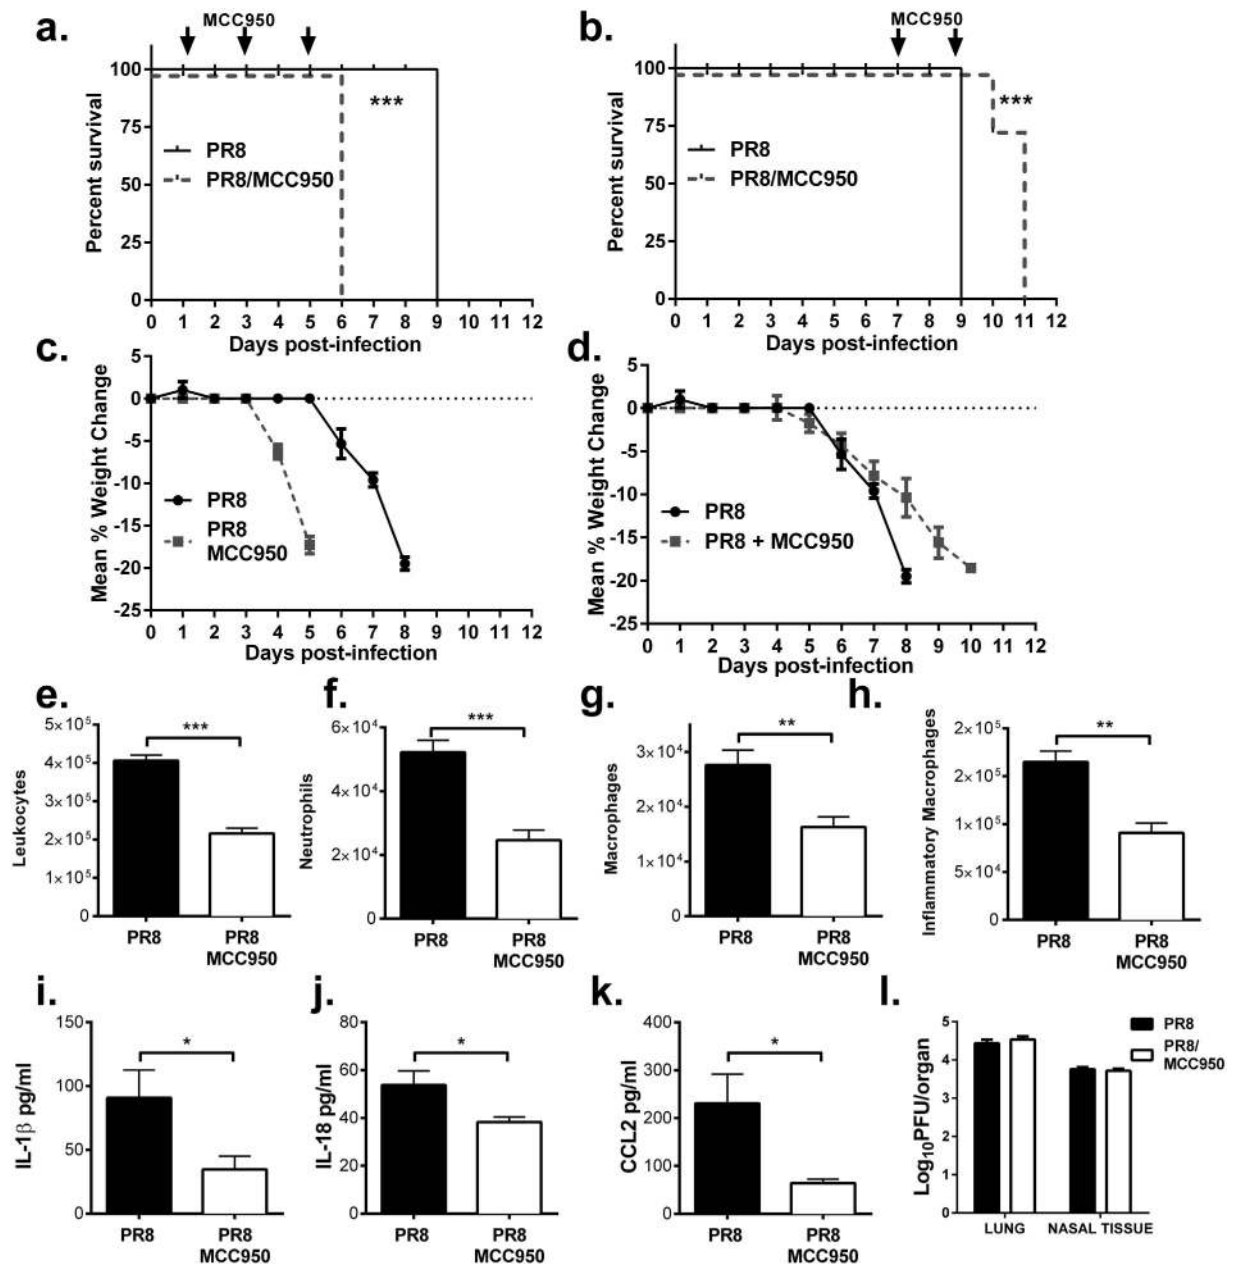 a.
MCC950
100
75
50
25
0
Percent survival
***
PR8
PR8/MCC950
0 1 2 3 4 5 6 7 8 9 10 11 12
Days post-infection
b.
MCC950
100
75
50
25
0
Percent survival
***
PR8
PR8/MCC950
0 1 2 3 4 5 6 7 8 9 10 11 12
Days post-infection
c.
5
0
-5
-10
-15
-20
-25
Mean % Weight Change
PR8
PR8
MCC950
0 1 2 3 4 5 6 7 8 9 10 11 12
Days post-infection
d.
5
0
-5
-10
-15
-20
-25
Mean % Weight Change
PR8
PR8 + MCC950
0 1 2 3 4 5 6 7 8 9 10 11 12
Days post-infection
e.
5×10⁵
4×10⁵
3×10⁵
2×10⁵
1×10⁵
0
Leukocytes
***
PR8 PR8
MCC950
f.
6×10⁴
4×10⁴
2×10⁴
0
Neutrophils
***
PR8 PR8
MCC950
g.
3×10⁴
2×10⁴
1×10⁴
0
Macrophages
**
PR8 PR8
MCC950
h.
2×10⁵
2×10⁵
1×10⁵
5×10⁴
0
Inflammatory Macrophages
**
PR8 PR8
MCC950
i.
150
100
50
0
IL-1β pg/ml
*
PR8 PR8
MCC950
j.
80
60
40
20
0
IL-18 pg/ml
*
PR8 PR8
MCC950
k.
400
300
200
100
0
CCL2 pg/ml
*
PR8 PR8
MCC950
l.
5
4
3
2
1
0
Log₁₀PFU/organ
PR8
PR8/
MCC950
LUNG NASAL TISSUE